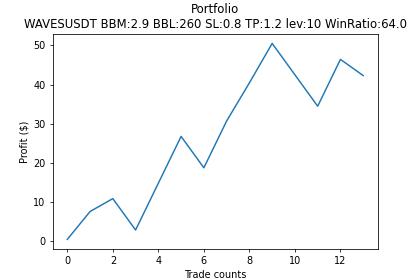 Portfolio
WAVESUSDT BBM:2.9 BBL:260 SL:0.8 TP:1.2 lev:10 WinRatio:64.0
50
40
30
20
10
0
Profit ($)
0 2 4 6 8 10 12
Trade counts